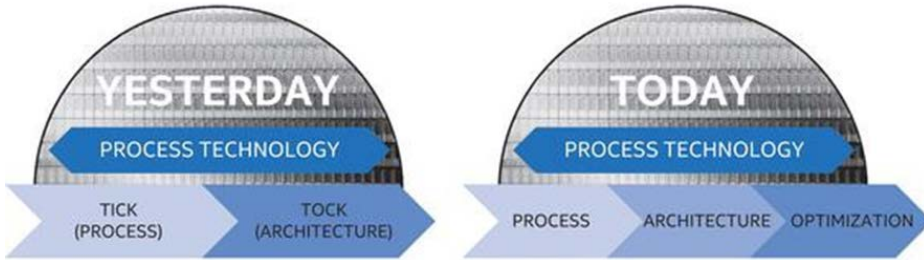 YESTERDAY
PROCESS TECHNOLOGY
TICK
(PROCESS)
TOCK
(ARCHITECTURE)
TODAY
PROCESS TECHNOLOGY
PROCESS
ARCHITECTURE
OPTIMIZATION